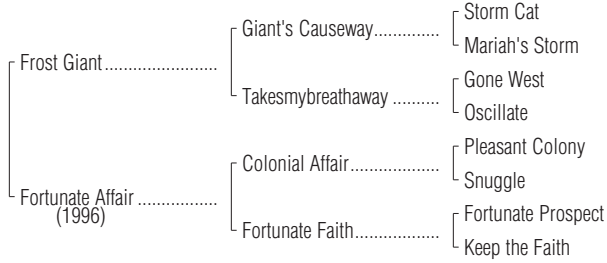 Storm Cat
Giant's Causeway..............
Mariah's Storm
Frost Giant.......................
Gone West
Takesmybreathaway ..........
Oscillate
Pleasant Colony
Colonial Affair...................
Snuggle
Fortunate Affair ................
(1996)
Fortunate Prospect
Fortunate Faith..................
Keep the Faith